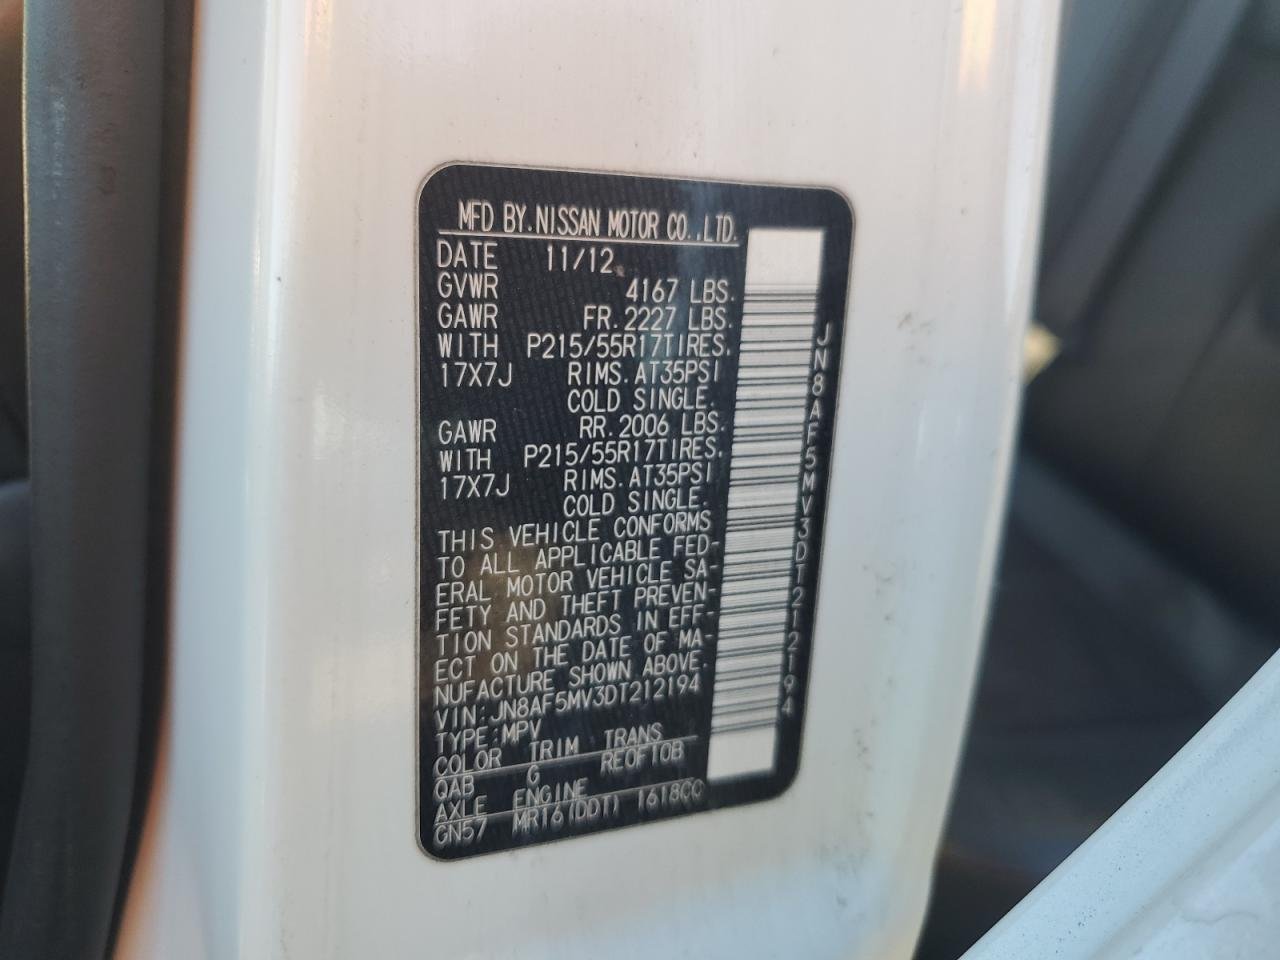 MFD BY.NISSAN MOTOR CO.,LTD.
DATE 11/12
GVWR 4167 LBS.
GAWR FR.2227 LBS.
WITH P215/55R17TIRES.
17X7J RIMS.AT35PSI
COLD SINGLE.
GAWR RR.2006 LBS.
WITH P215/55R17TIRES.
17X7J RIMS.AT35PSI
COLD SINGLE.
THIS VEHICLE CONFORMS
TO ALL APPLICABLE FED-
ERAL MOTOR VEHICLE SA-
FETY AND THEFT PREVEN-
TION STANDARDS IN EFF-
ECT ON THE DATE OF MA-
NUFACTURE SHOWN ABOVE.
VIN:JN8AF5MV3DT212194
TYPE:MPV
COLOR TRIM TRANS
QAB G RE0F10B
AXLE ENGINE
GN57 MR16(DDT) 1618CC
JN8AF5MV3DT212194